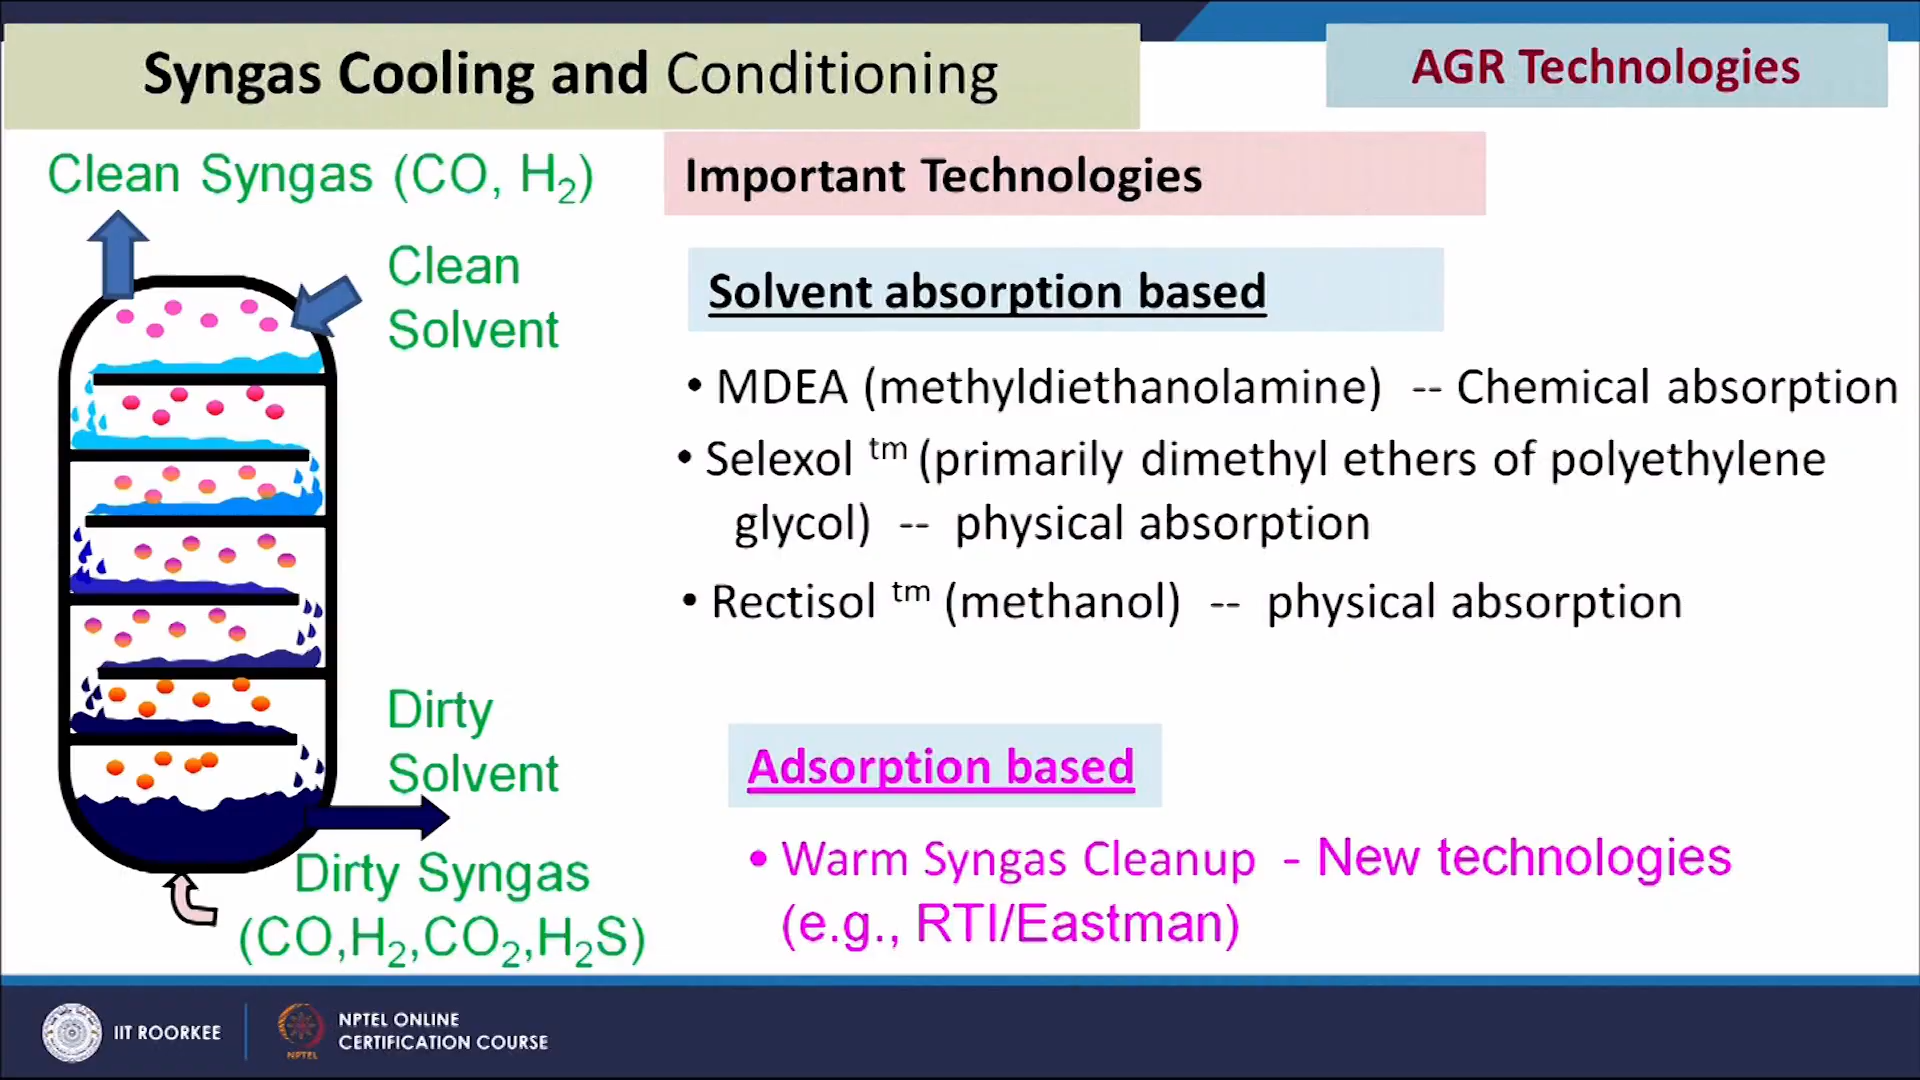 Syngas Cooling and Conditioning
AGR Technologies
Clean Syngas (CO, H₂)
Clean
Solvent
Dirty
Solvent
Dirty Syngas
(CO,H₂,CO₂,H₂S)
Important Technologies
Solvent absorption based
• MDEA (methyldiethanolamine) -- Chemical absorption
• Selexol ᵗᵐ (primarily dimethyl ethers of polyethylene
glycol) -- physical absorption
• Rectisol ᵗᵐ (methanol) -- physical absorption
Adsorption based
• Warm Syngas Cleanup - New technologies
(e.g., RTI/Eastman)
IIT ROORKEE
NPTEL
NPTEL ONLINE
CERTIFICATION COURSE